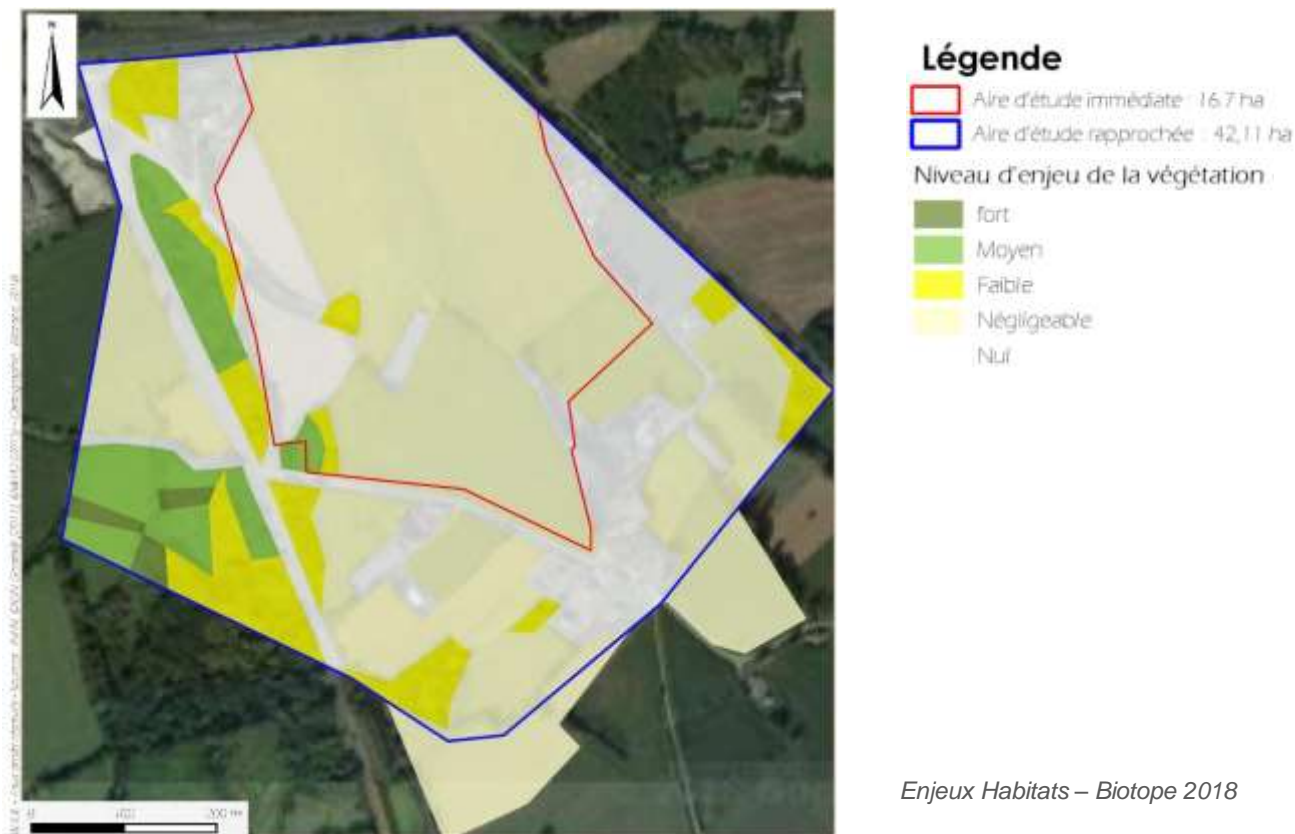 N
Légende
Aire d'étude immédiate : 16.7 ha
Aire d'étude rapprochée : 42,11 ha
Niveau d'enjeu de la végétation
fort
Moyen
Faible
Négligeable
Nul
Enjeux Habitats – Biotope 2018
0